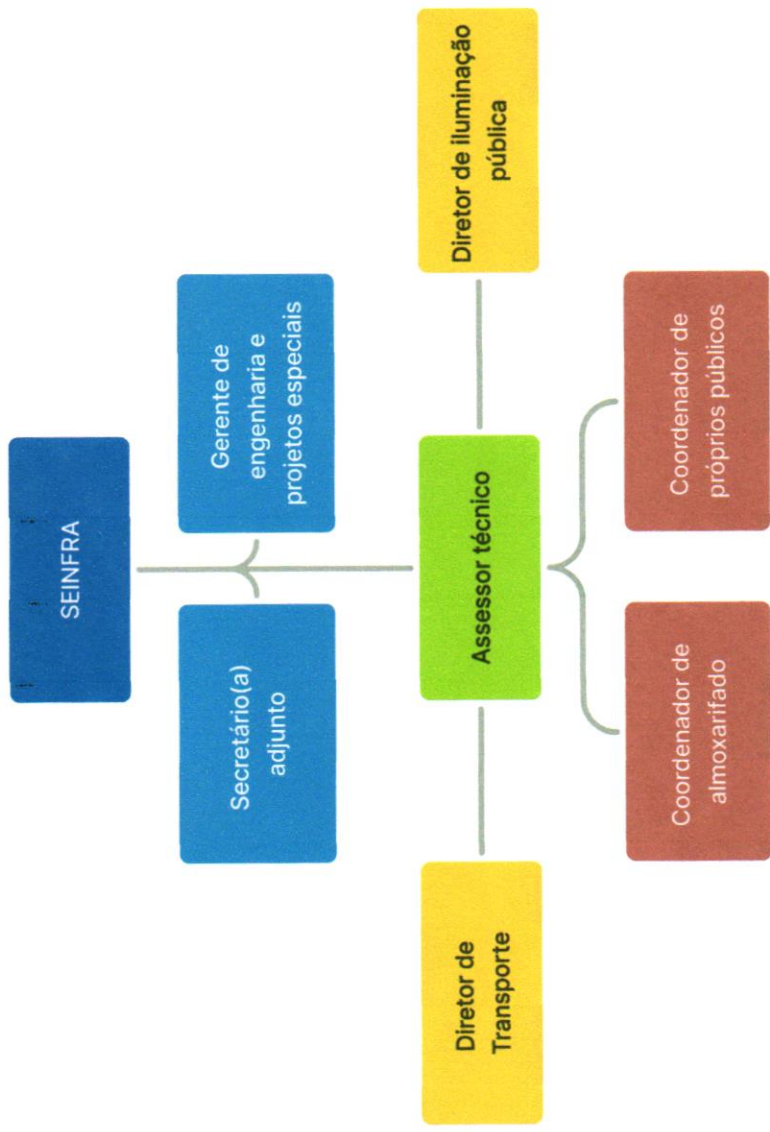 SEINFRA
Secretário(a)
adjunto
Gerente de
engenharia e
projetos especiais
Diretor de
Transporte
Assessor técnico
Diretor de iluminação
pública
Coordenador de
almoxarifado
Coordenador de
próprios públicos